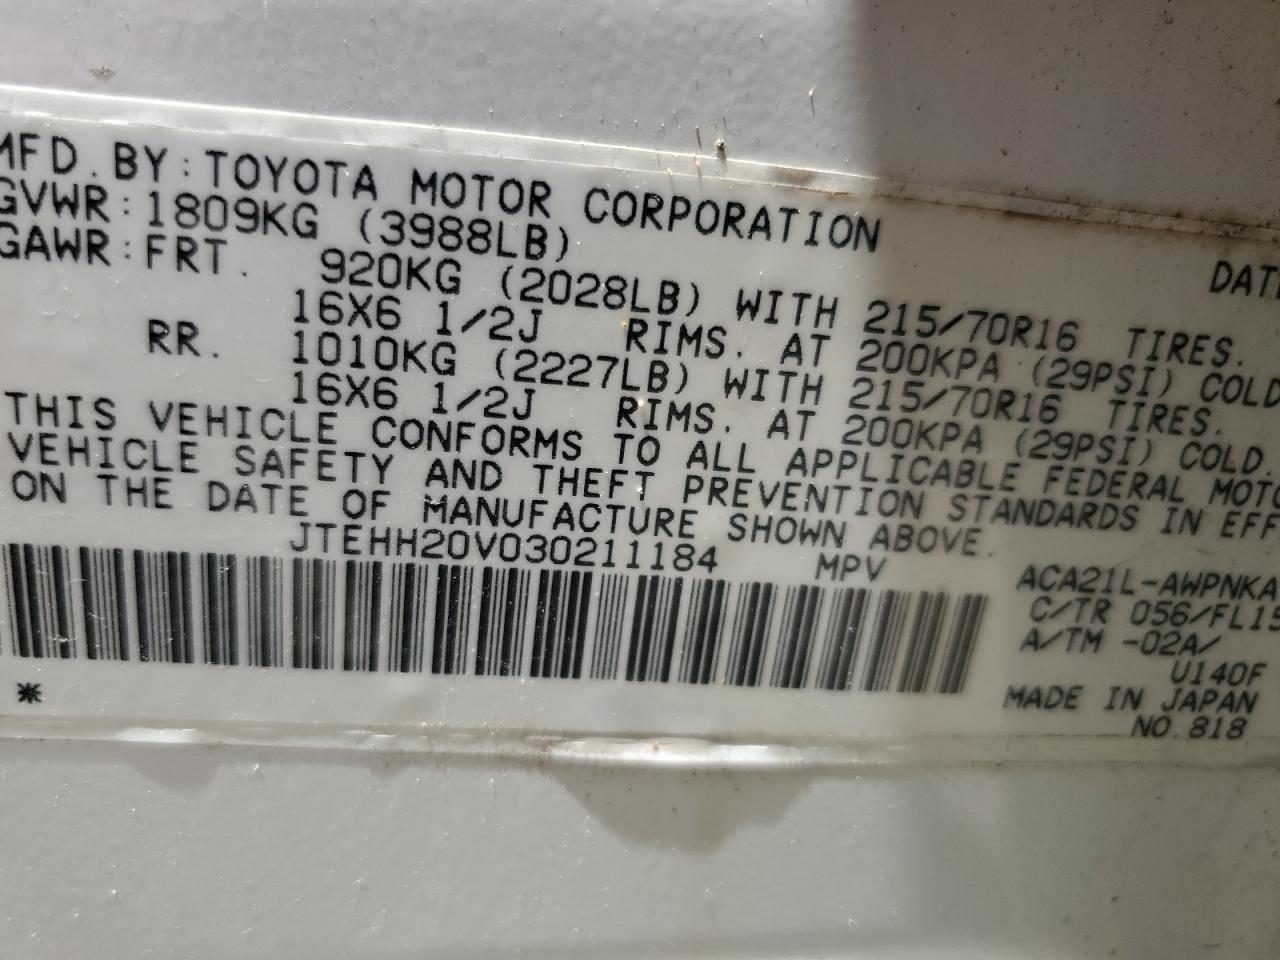 MFD. BY: TOYOTA MOTOR CORPORATION DATE
GVWR: 1809KG (3988LB)
GAWR: FRT. 920KG (2028LB) WITH 215/70R16 TIRES.
16X6 1/2J RIMS. AT 200KPA (29PSI) COLD
RR. 1010KG (2227LB) WITH 215/70R16 TIRES.
16X6 1/2J RIMS. AT 200KPA (29PSI) COLD.
THIS VEHICLE CONFORMS TO ALL APPLICABLE FEDERAL MOTO
VEHICLE SAFETY AND THEFT PREVENTION STANDARDS IN EFF
ON THE DATE OF MANUFACTURE SHOWN ABOVE.
JTEHH20V030211184 MPV
ACA21L-AWPNKA
C/TR 056/FL15
A/TM -02A/
U140F
MADE IN JAPAN
NO.818